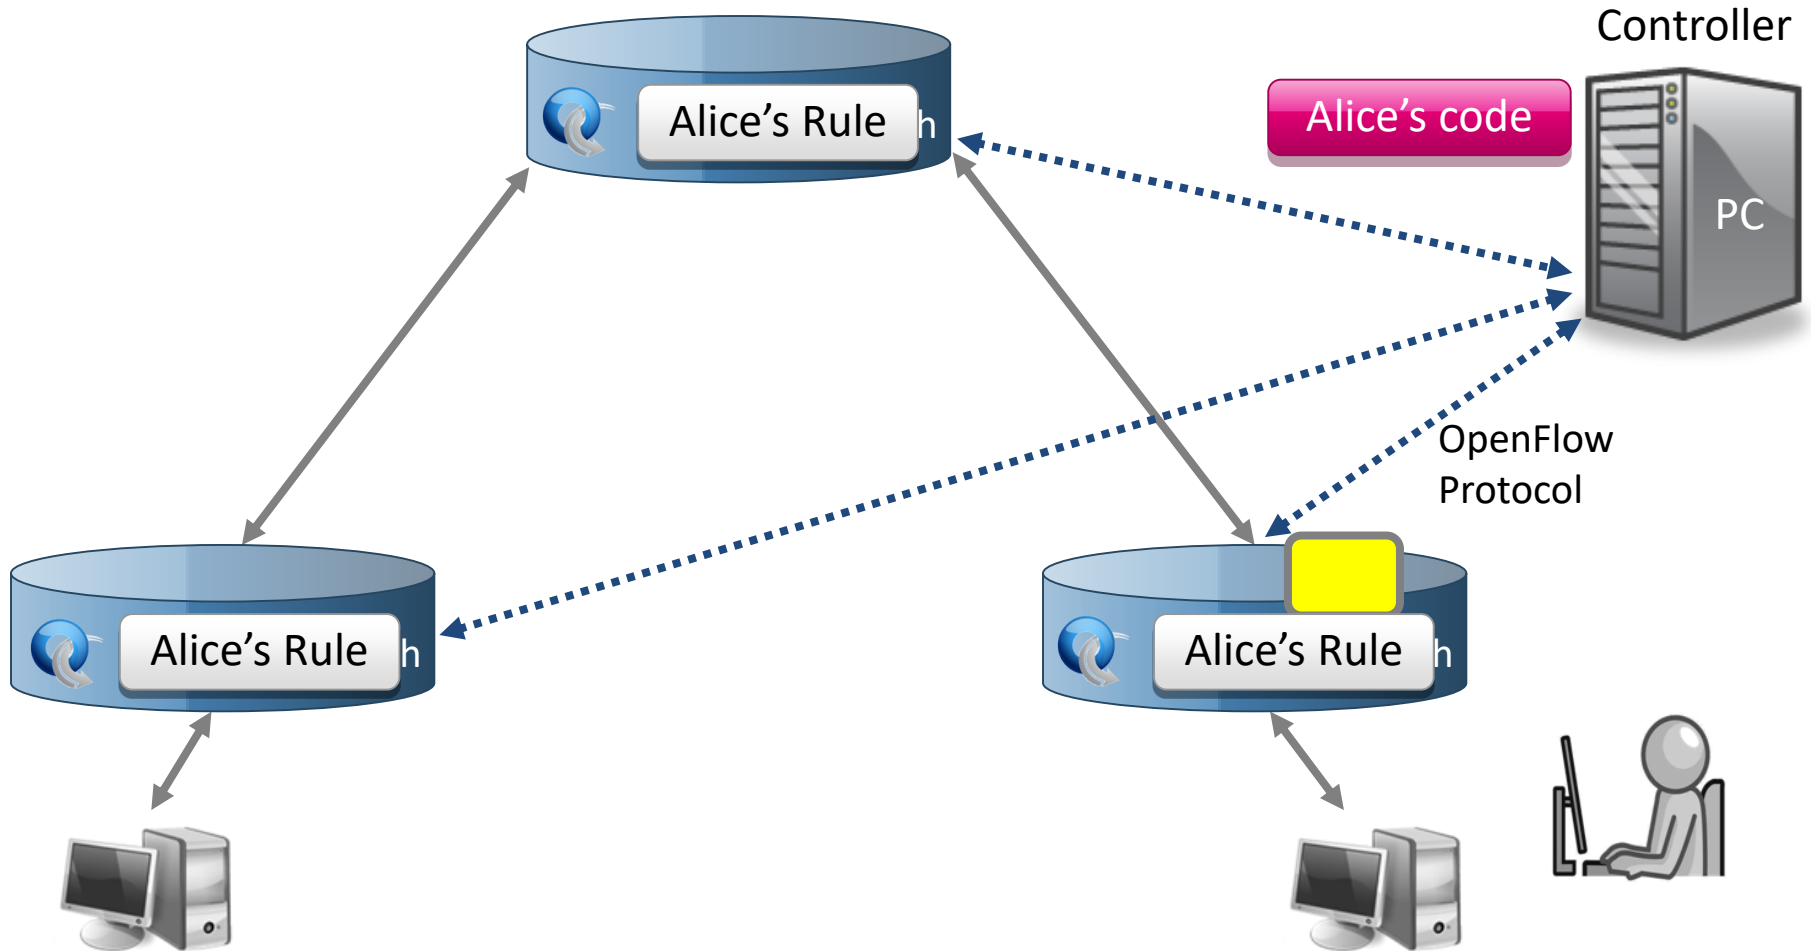 Controller
Alice's code
Alice's Rule h
PC
OpenFlow
Protocol
Alice's Rule h
Alice's Rule h